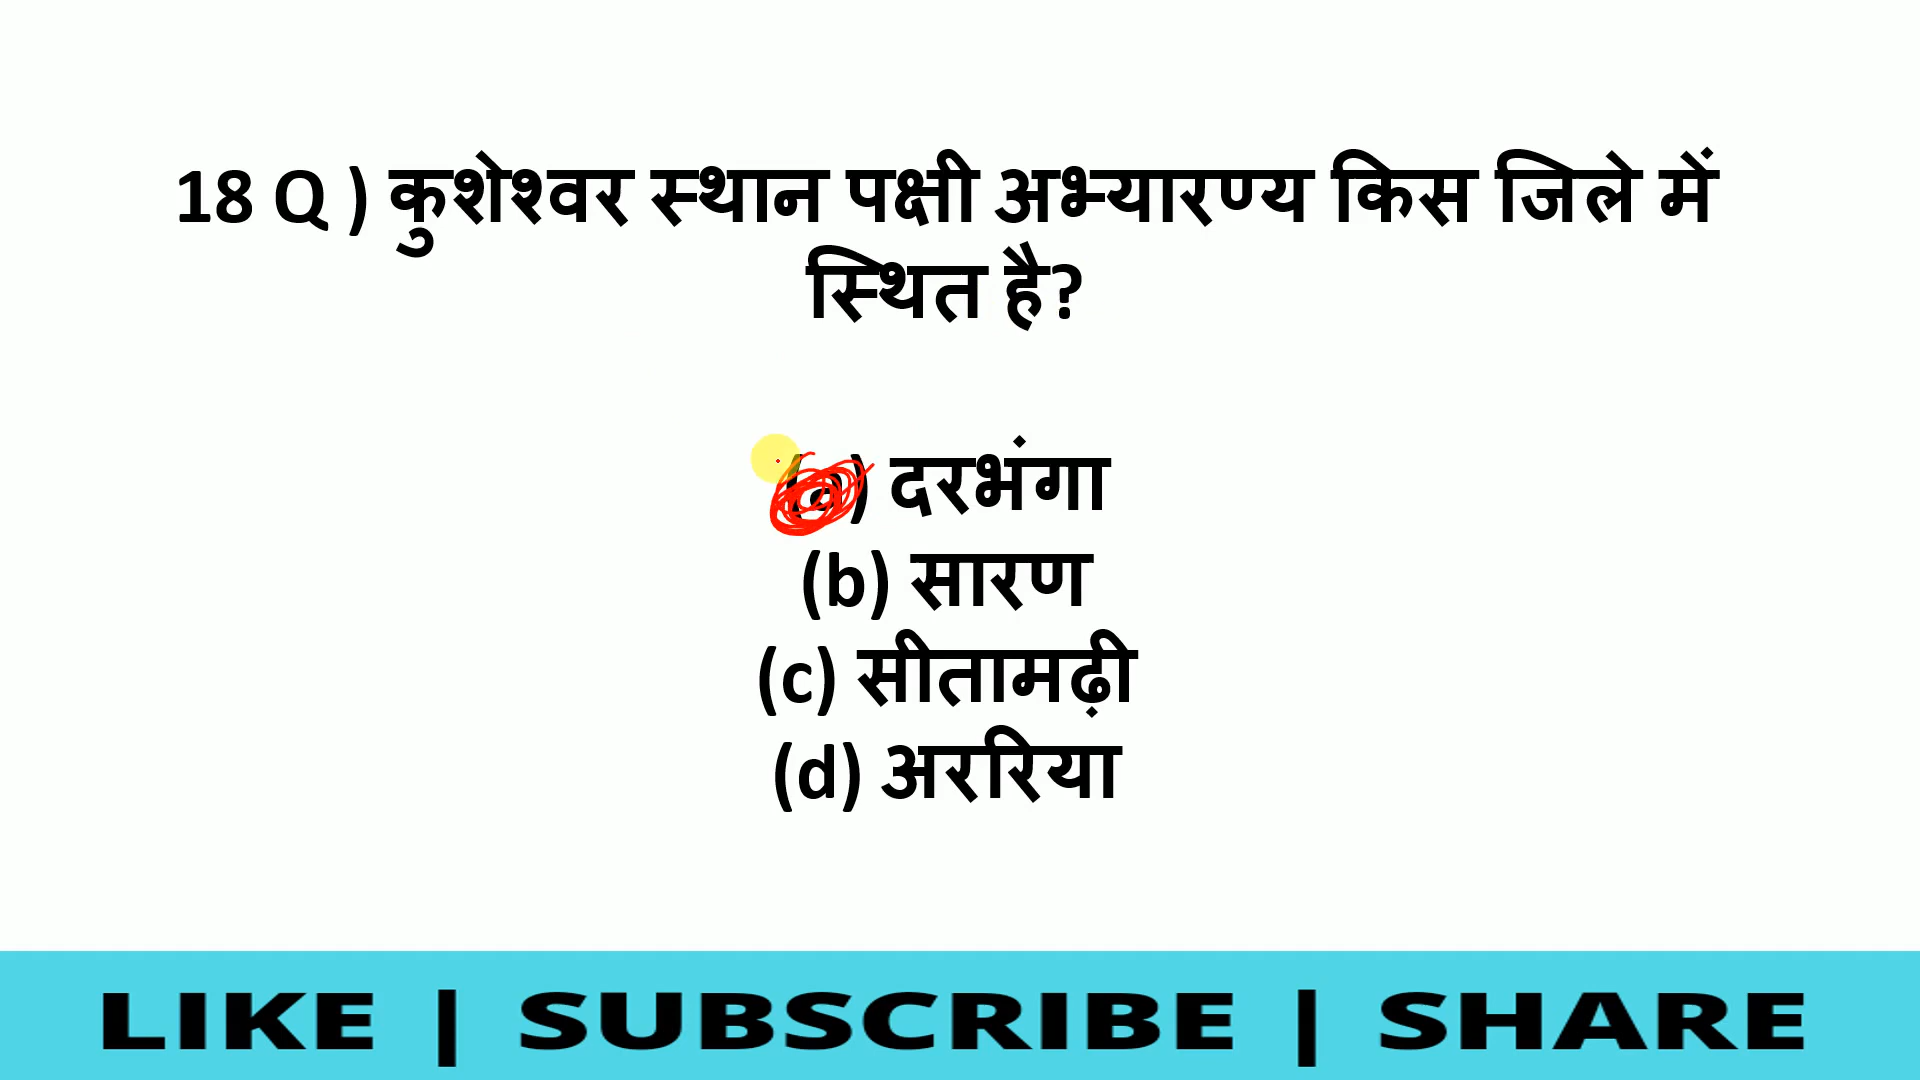 18 Q ) कुशेश्वर स्थान पक्षी अभ्यारण्य किस जिले में
स्थित है?
(a) दरभंगा
(b) सारण
(c) सीतामढ़ी
(d) अररिया
LIKE | SUBSCRIBE | SHARE